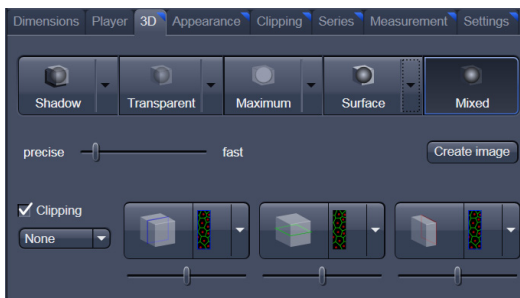 Dimensions Player 3D Appearance Clipping Series Measurement Settings
Shadow Transparent Maximum Surface Mixed
precise fast Create image
Clipping
None